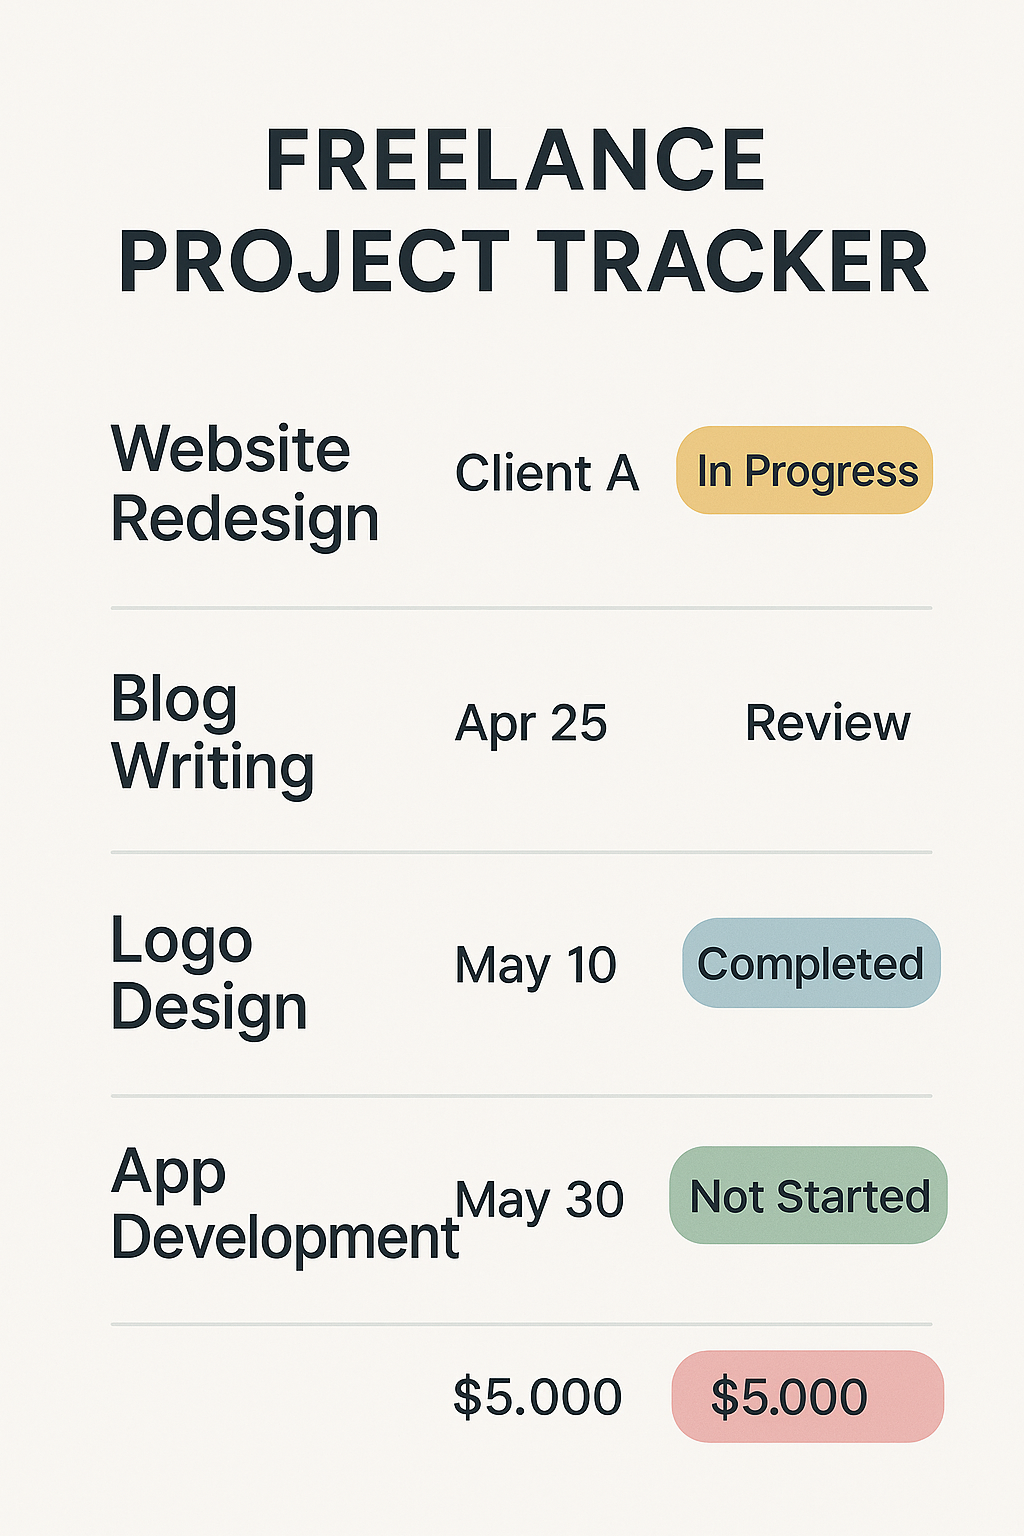 FREELANCE
PROJECT TRACKER
Website
Redesign
Client A
In Progress
Blog
Writing
Apr 25
Review
Logo
Design
May 10
Completed
App
Development
May 30
Not Started
$5.000
$5.000